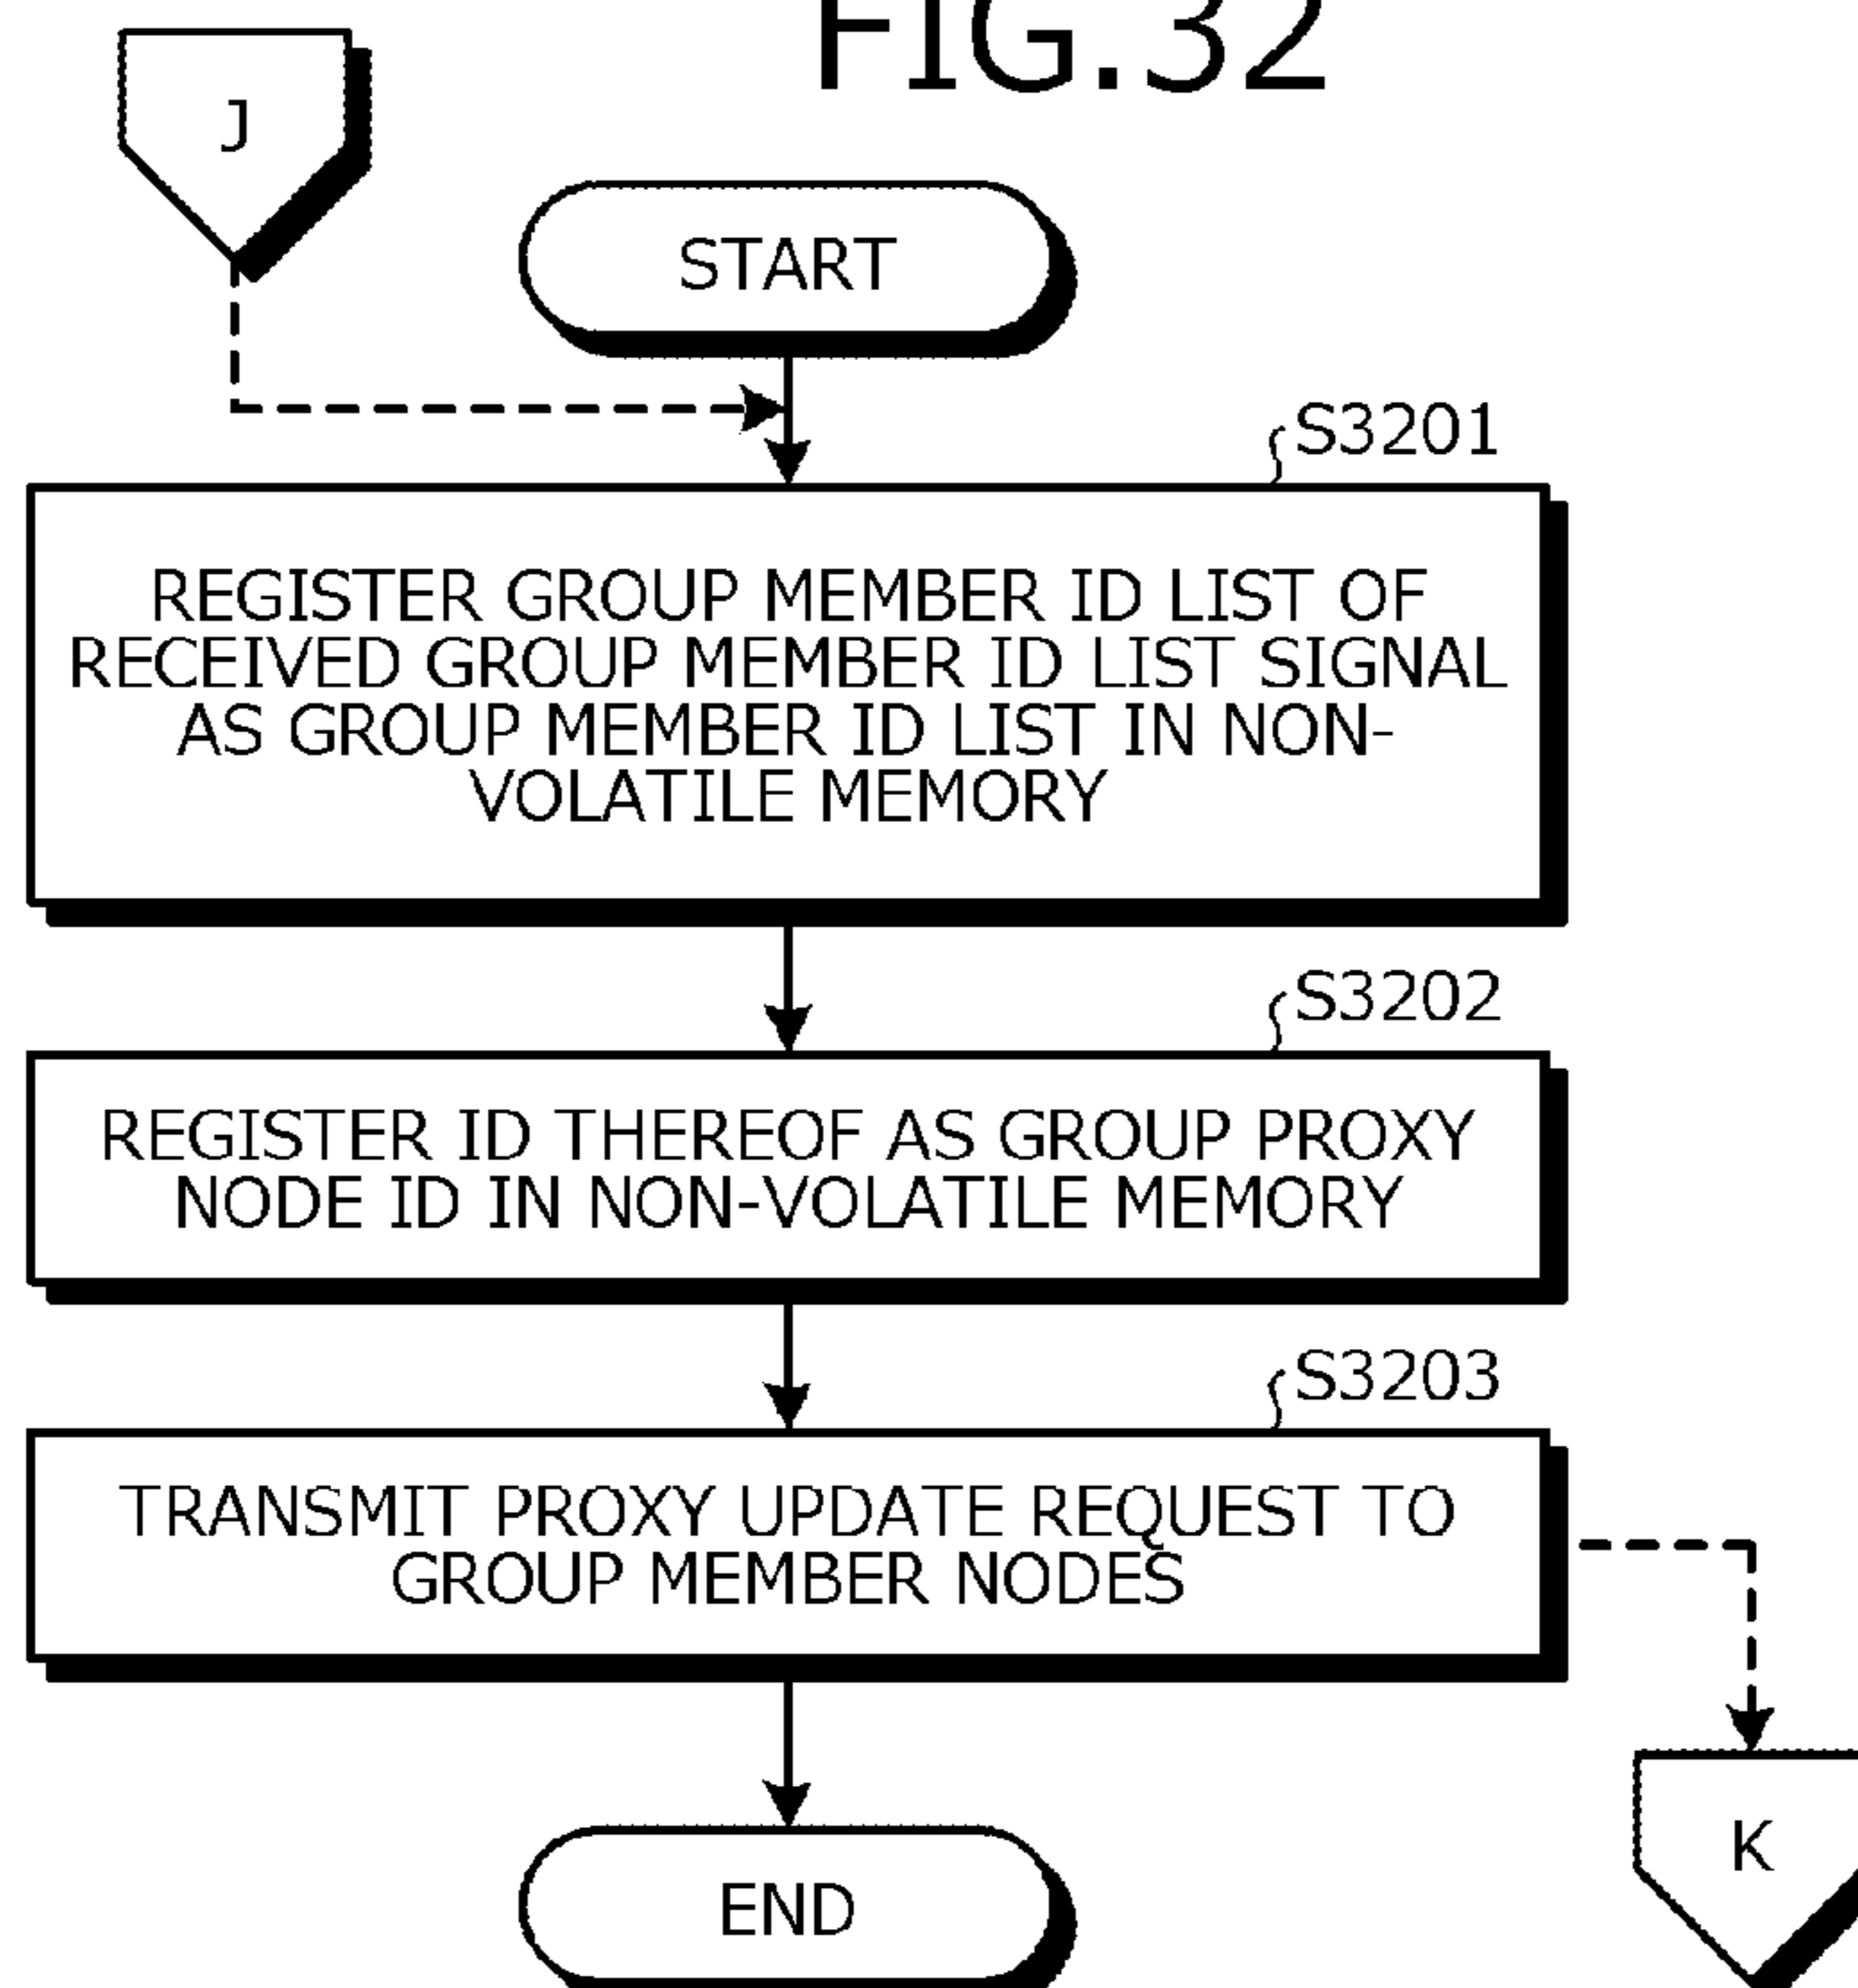 FIG.32
J
START
S3201
REGISTER GROUP MEMBER ID LIST OF
RECEIVED GROUP MEMBER ID LIST SIGNAL
AS GROUP MEMBER ID LIST IN NON-
VOLATILE MEMORY
S3202
REGISTER ID THEREOF AS GROUP PROXY
NODE ID IN NON-VOLATILE MEMORY
S3203
TRANSMIT PROXY UPDATE REQUEST TO
GROUP MEMBER NODES
K
END